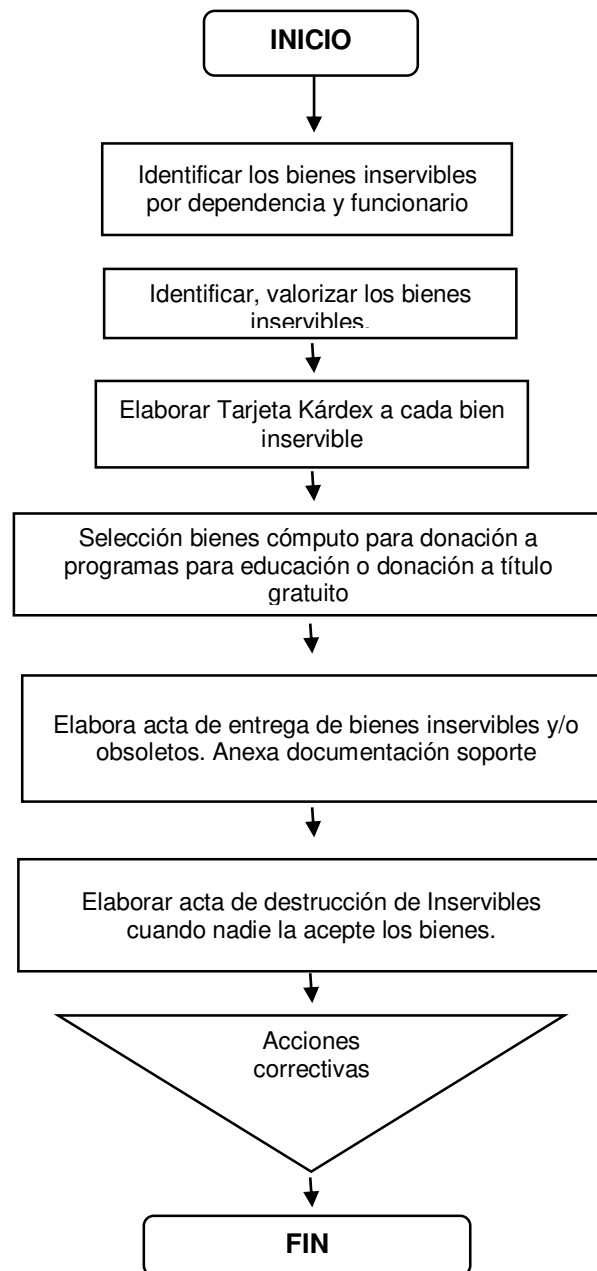 INICIO
Identificar los bienes inservibles
por dependencia y funcionario
Identificar, valorizar los bienes
inservibles.
Elaborar Tarjeta Kárdex a cada bien
inservible
Selección bienes cómputo para donación a
programas para educación o donación a título
gratuito
Elabora acta de entrega de bienes inservibles y/o
obsoletos. Anexa documentación soporte
Elaborar acta de destrucción de Inservibles
cuando nadie la acepte los bienes.
Acciones
correctivas
FIN